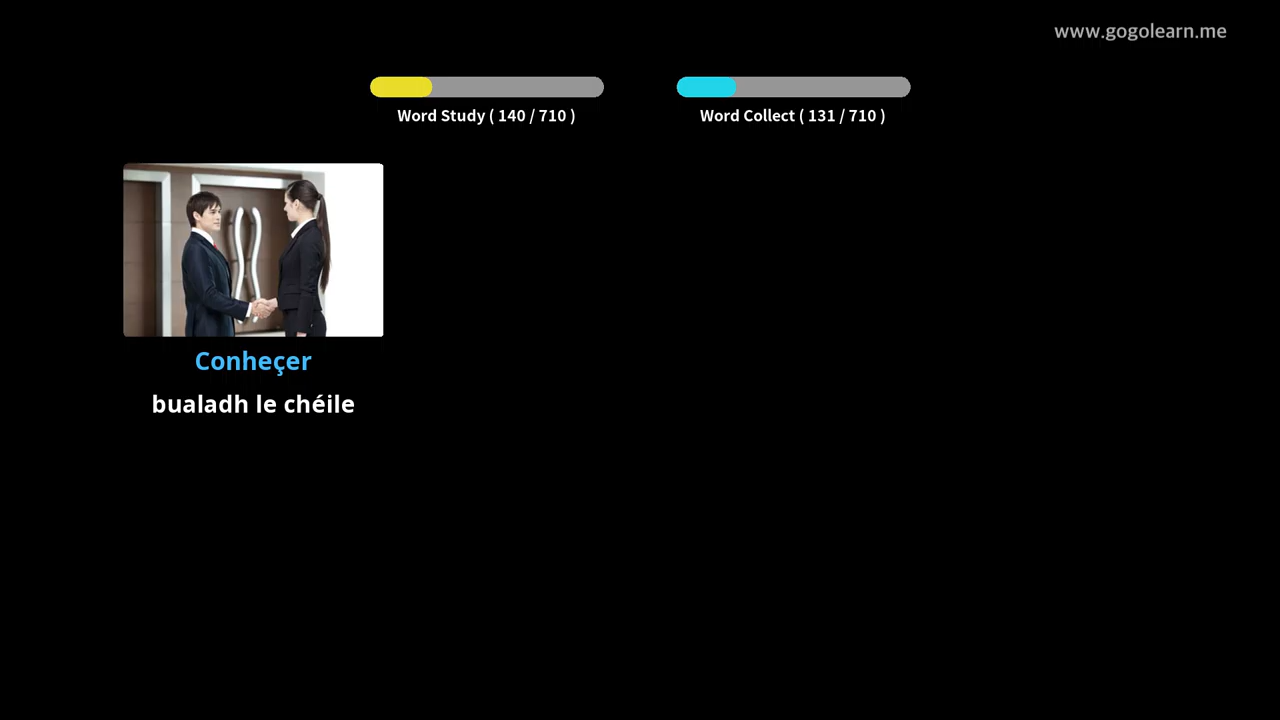 www.gogolearn.me
Word Study ( 140 / 710 )
Word Collect ( 131 / 710 )
Conheçer
bualadh le chéile